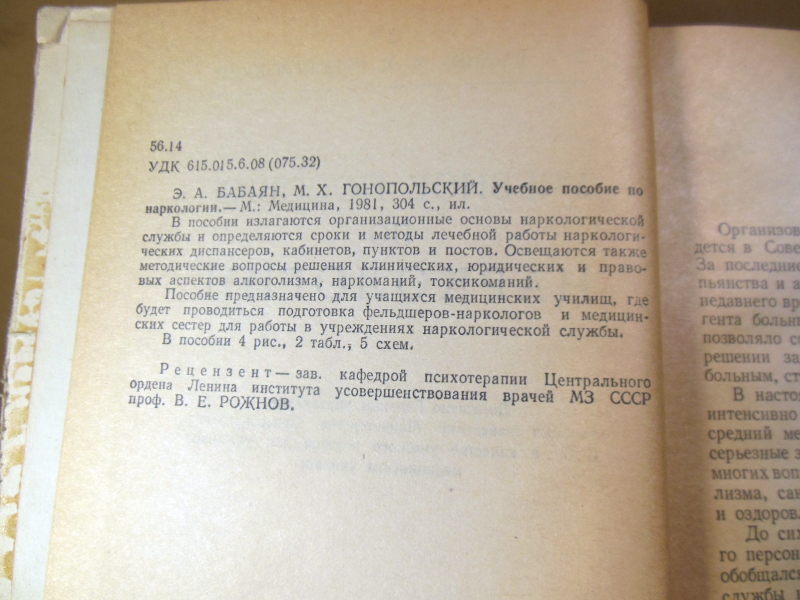 56.14
УДК 615.015.6.08(075.32)
Э. А. БАБАЯН, М. Х. ГОНОПОЛЬСКИЙ. Учебное пособие по
наркологии.— М.: Медицина, 1981, 304 с., ил.
В пособии излагаются организационные основы наркологической
службы и определяются сроки и методы лечебной работы наркологи-
ческих диспансеров, кабинетов, пунктов и постов. Освещаются также
методические вопросы решения клинических, юридических и право-
вых аспектов алкоголизма, наркоманий, токсикоманий.
Пособие предназначено для учащихся медицинских училищ, где
будет проводиться подготовка фельдшеров-наркологов и медицин-
ских сестер для работы в учреждениях наркологической службы.
В пособии 4 рис., 2 табл., 5 схем.
Рецензент — зав. кафедрой психотерапии Центрального
ордена Ленина института усовершенствования врачей МЗ СССР
проф. В. Е. РОЖНОВ.
Организов
дется в Сове
За последние
пьянства и а
недавнего вр
гента больн
позволяло со
решении за
больным, ст
В насто
интенсивно
средний ме
серьезные з
многих воп
лизма, сан
и оздоров
До сих
го персон
обобщался
службы